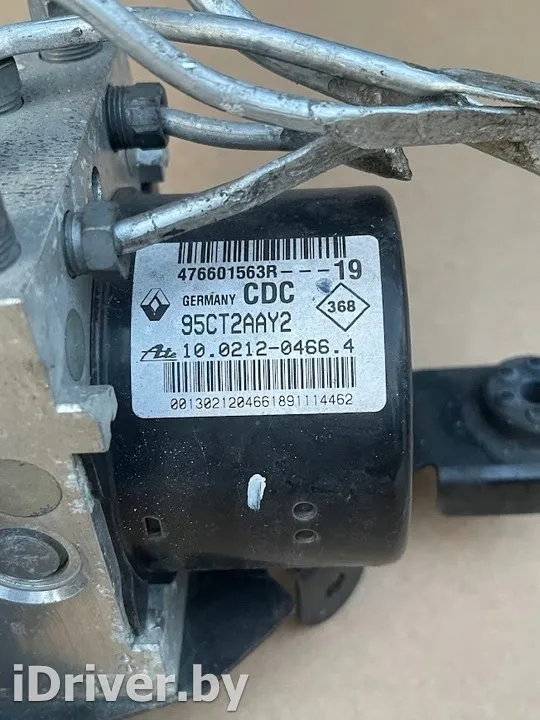 476601563R---19
GERMANY CDC
368
95CT2AAY2
Ate 10.0212-0466.4
0013021204661891114462
iDriver.by